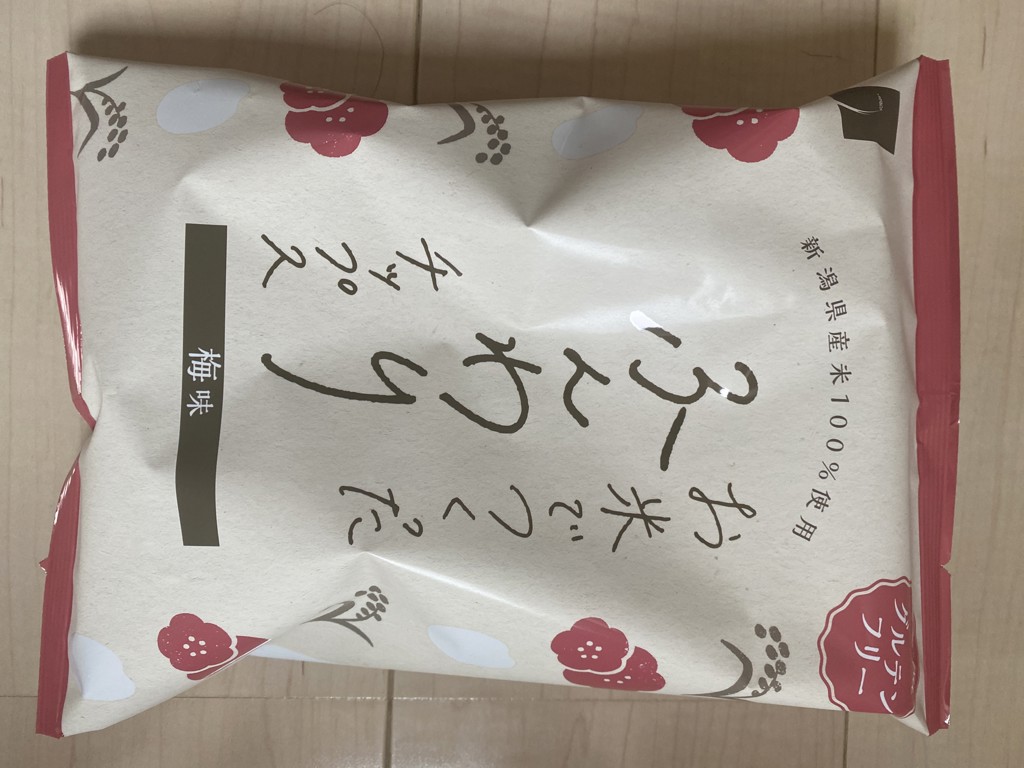 新潟県産米100%使用
グルテン
フリー
お米でつくった
ふんわり
チップス
梅味